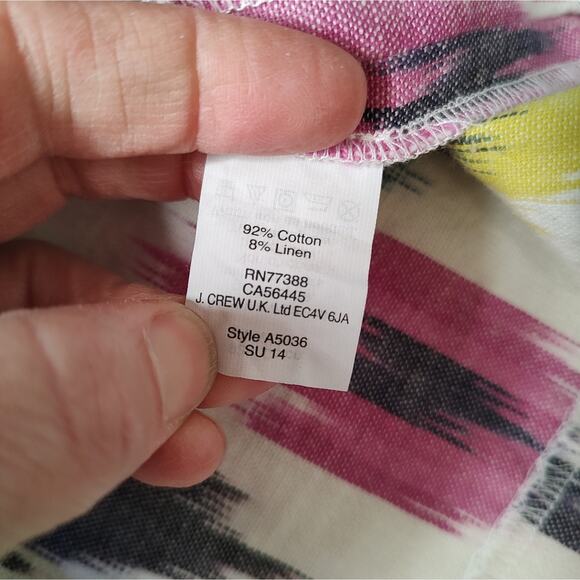 92% Cotton
8% Linen
RN77388
CA56445
J. CREW U.K. Ltd EC4V 6JA
Style A5036
SU 14